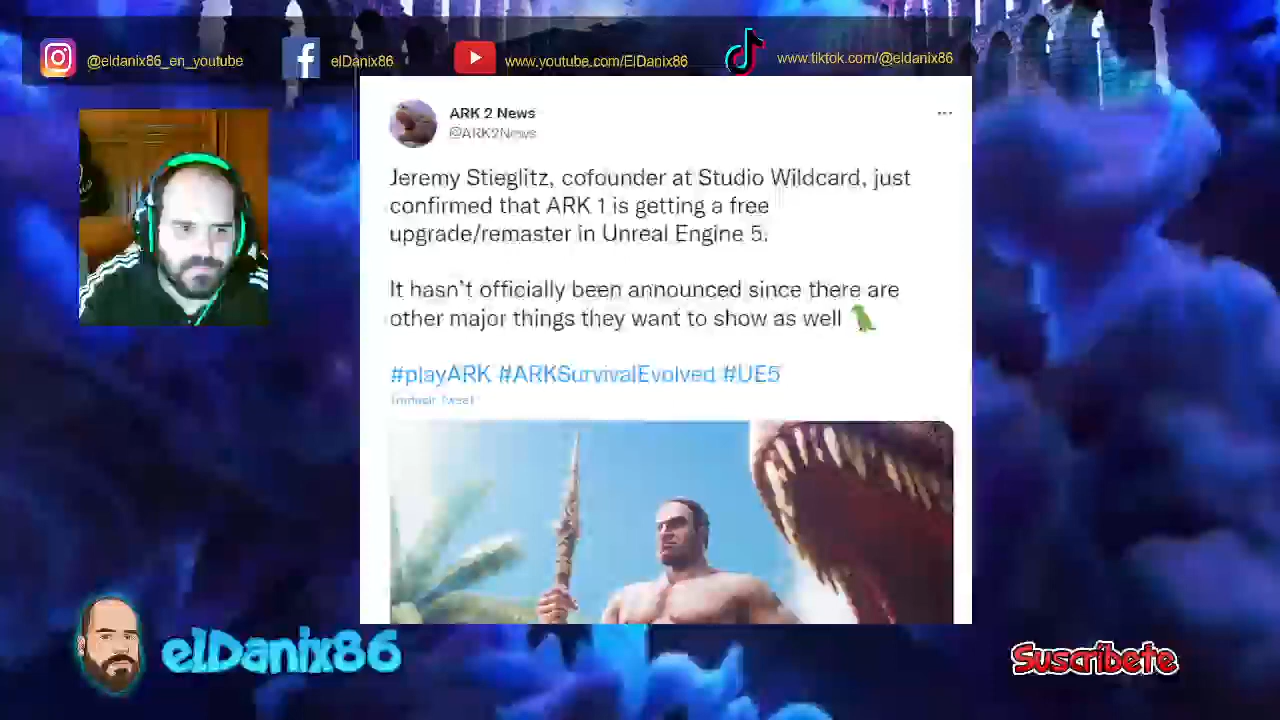 @eldanix86_en_youtube
elDanix86
www.youtube.com/ElDanix86
www.tiktok.com/@eldanix86
ARK 2 News
@ARK2News
Jeremy Stieglitz, cofounder at Studio Wildcard, just
confirmed that ARK 1 is getting a free
upgrade/remaster in Unreal Engine 5.
It hasn't officially been announced since there are
other major things they want to show as well
#playARK #ARKSurvivalEvolved #UE5
Traducir Tweet
elDanix86
Suscríbete